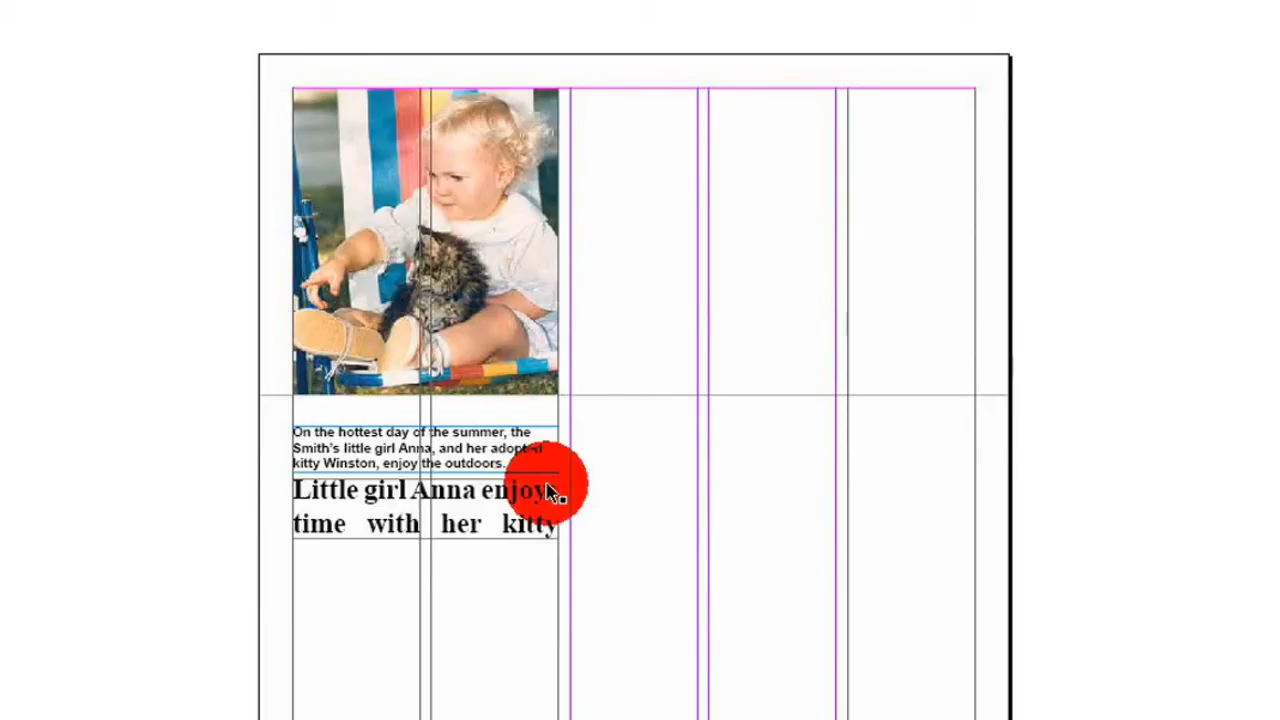 On the hottest day of the summer, the
Smith's little girl Anna, and her adopted
kitty Winston, enjoy the outdoors.
Little girl Anna enjoy
time with her kitty